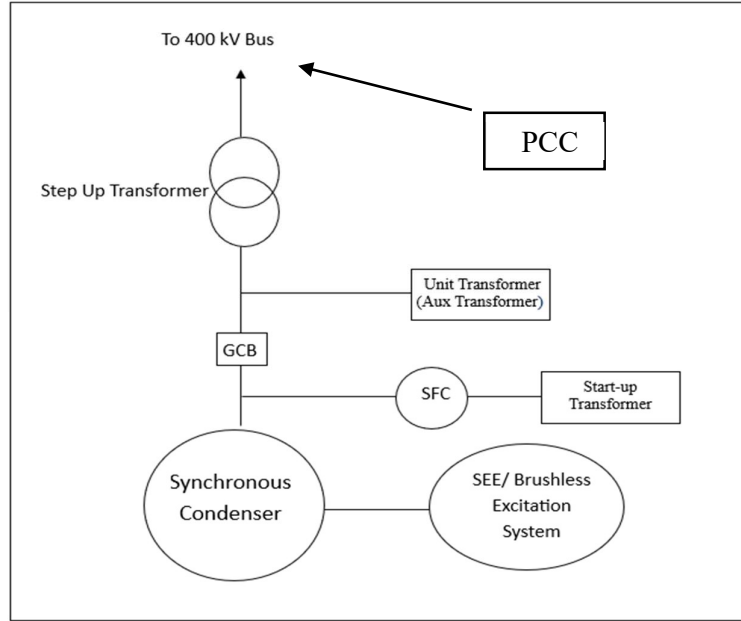 To 400 kV Bus
PCC
Step Up Transformer
Unit Transformer
(Aux Transformer)
GCB
SFC
Start-up
Transformer
Synchronous
Condenser
SEE/ Brushless
Excitation
System